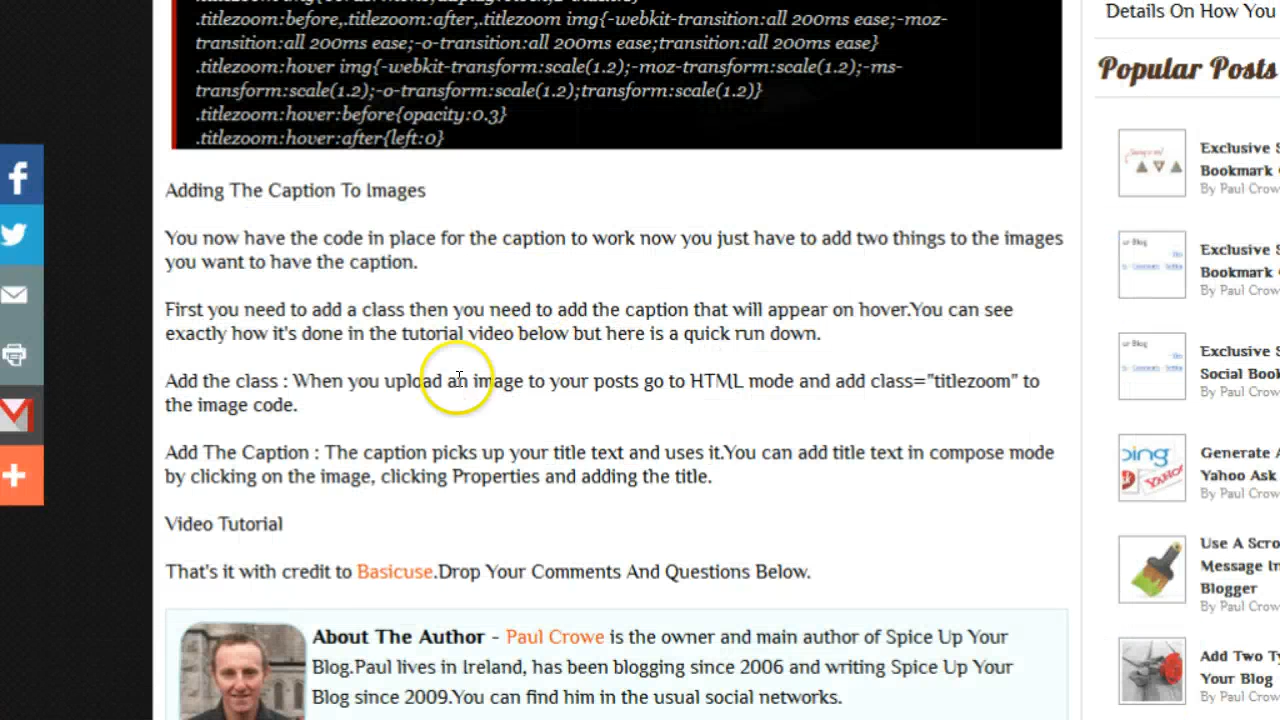 .titlezoom:before,.titlezoom:after,.titlezoom img{-webkit-transition:all 200ms ease;-moz-
transition:all 200ms ease;-o-transition:all 200ms ease;transition:all 200ms ease}
.titlezoom:hover img{-webkit-transform:scale(1.2);-moz-transform:scale(1.2);-ms-
transform:scale(1.2);-o-transform:scale(1.2);transform:scale(1.2)}
.titlezoom:hover:before{opacity:0.3}
.titlezoom:hover:after{left:0}
Adding The Caption To Images
You now have the code in place for the caption to work now you just have to add two things to the images
you want to have the caption.
First you need to add a class then you need to add the caption that will appear on hover.You can see
exactly how it's done in the tutorial video below but here is a quick run down.
Add the class : When you upload an image to your posts go to HTML mode and add class="titlezoom" to
the image code.
Add The Caption : The caption picks up your title text and uses it.You can add title text in compose mode
by clicking on the image, clicking Properties and adding the title.
Video Tutorial
That's it with credit to Basicuse.Drop Your Comments And Questions Below.
About The Author - Paul Crowe is the owner and main author of Spice Up Your
Blog.Paul lives in Ireland, has been blogging since 2006 and writing Spice Up Your
Blog since 2009.You can find him in the usual social networks.
Details On How You
Popular Posts
Exclusive S
Bookmark
By Paul Crowe
Exclusive S
Bookmark
By Paul Crowe
Exclusive S
Social Book
By Paul Crowe
bing
YAHOO
Generate A
Yahoo Ask
By Paul Crowe
Use A Scro
Message In
Blogger
By Paul Crowe
Add Two Ty
Your Blog
By Paul Crow